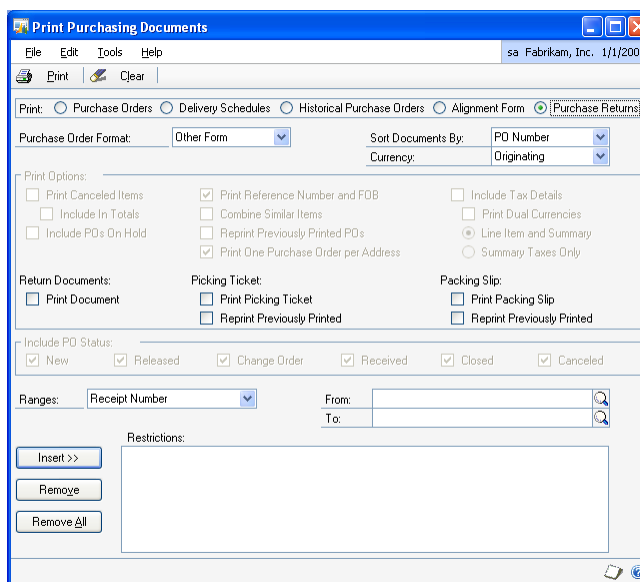 Print Purchasing Documents
File Edit Tools Help sa Fabrikam, Inc. 1/1/200
Print Clear
Print: Purchase Orders Delivery Schedules Historical Purchase Orders Alignment Form Purchase Returns
Purchase Order Format: Other Form Sort Documents By: PO Number
Currency: Originating
Print Options:
Print Canceled Items Print Reference Number and FOB Include Tax Details
Include In Totals Combine Similar Items Print Dual Currencies
Include POs On Hold Reprint Previously Printed POs Line Item and Summary
Print One Purchase Order per Address Summary Taxes Only
Return Documents: Picking Ticket: Packing Slip:
Print Document Print Picking Ticket Print Packing Slip
Reprint Previously Printed Reprint Previously Printed
Include PO Status:
New Released Change Order Received Closed Canceled
Ranges: Receipt Number From:
To:
Restrictions:
Insert >>
Remove
Remove All